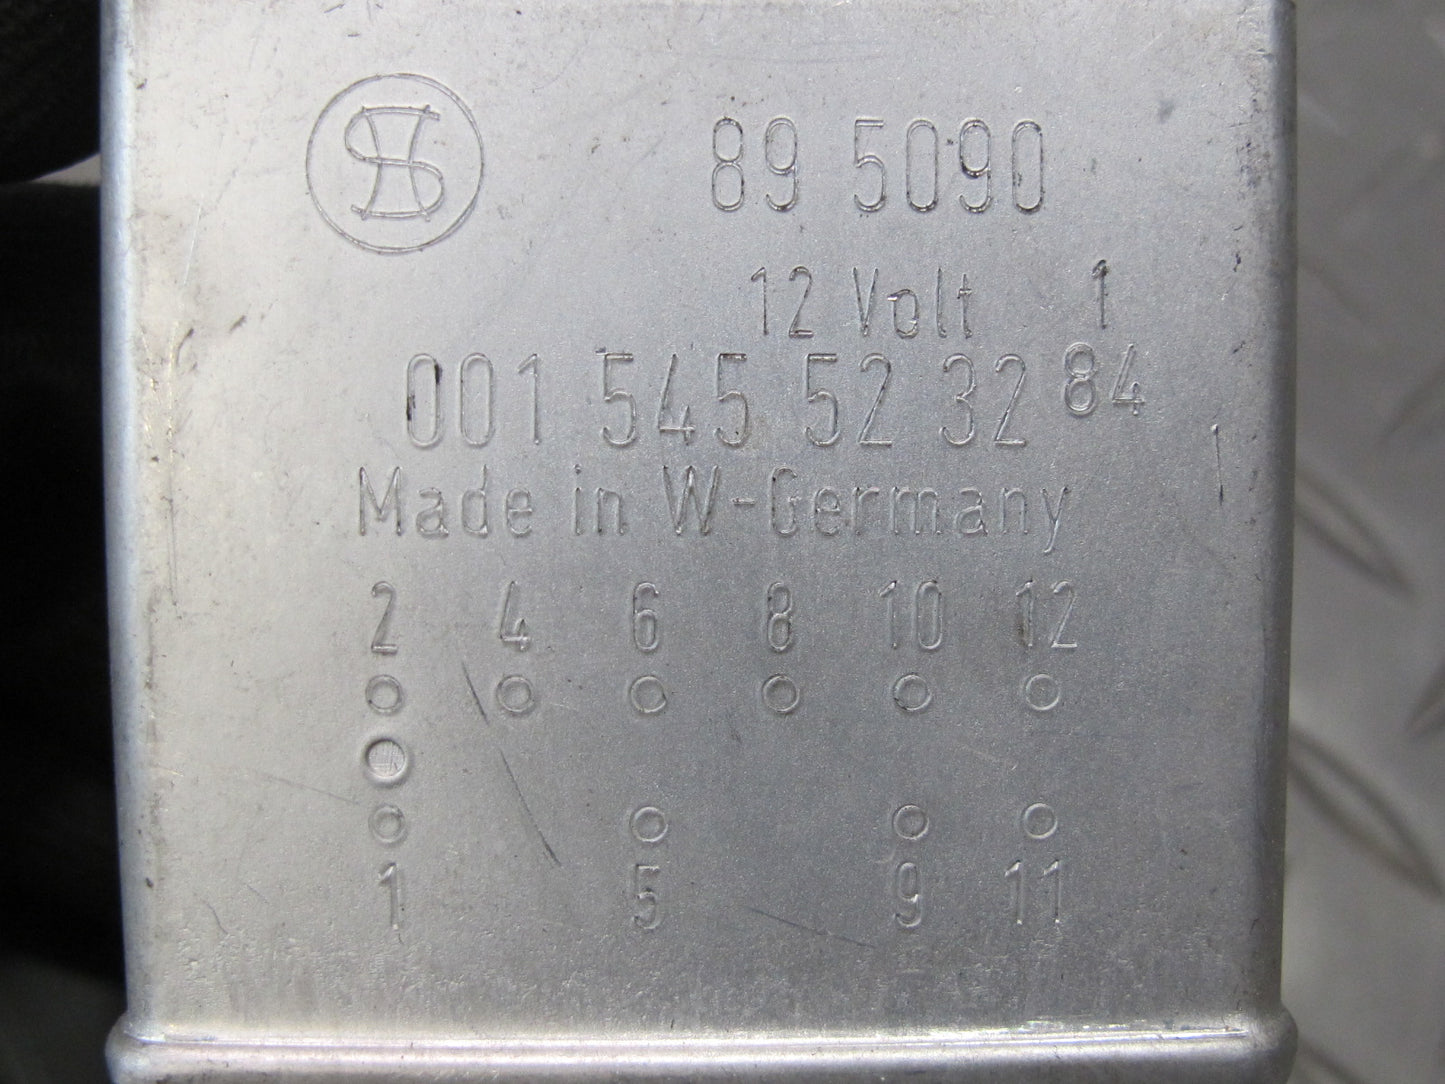 SH
89 5090
12 Volt 1
001 545 52 32 84
Made in W-Germany
2 4 6 8 10 12
1 5 9 11